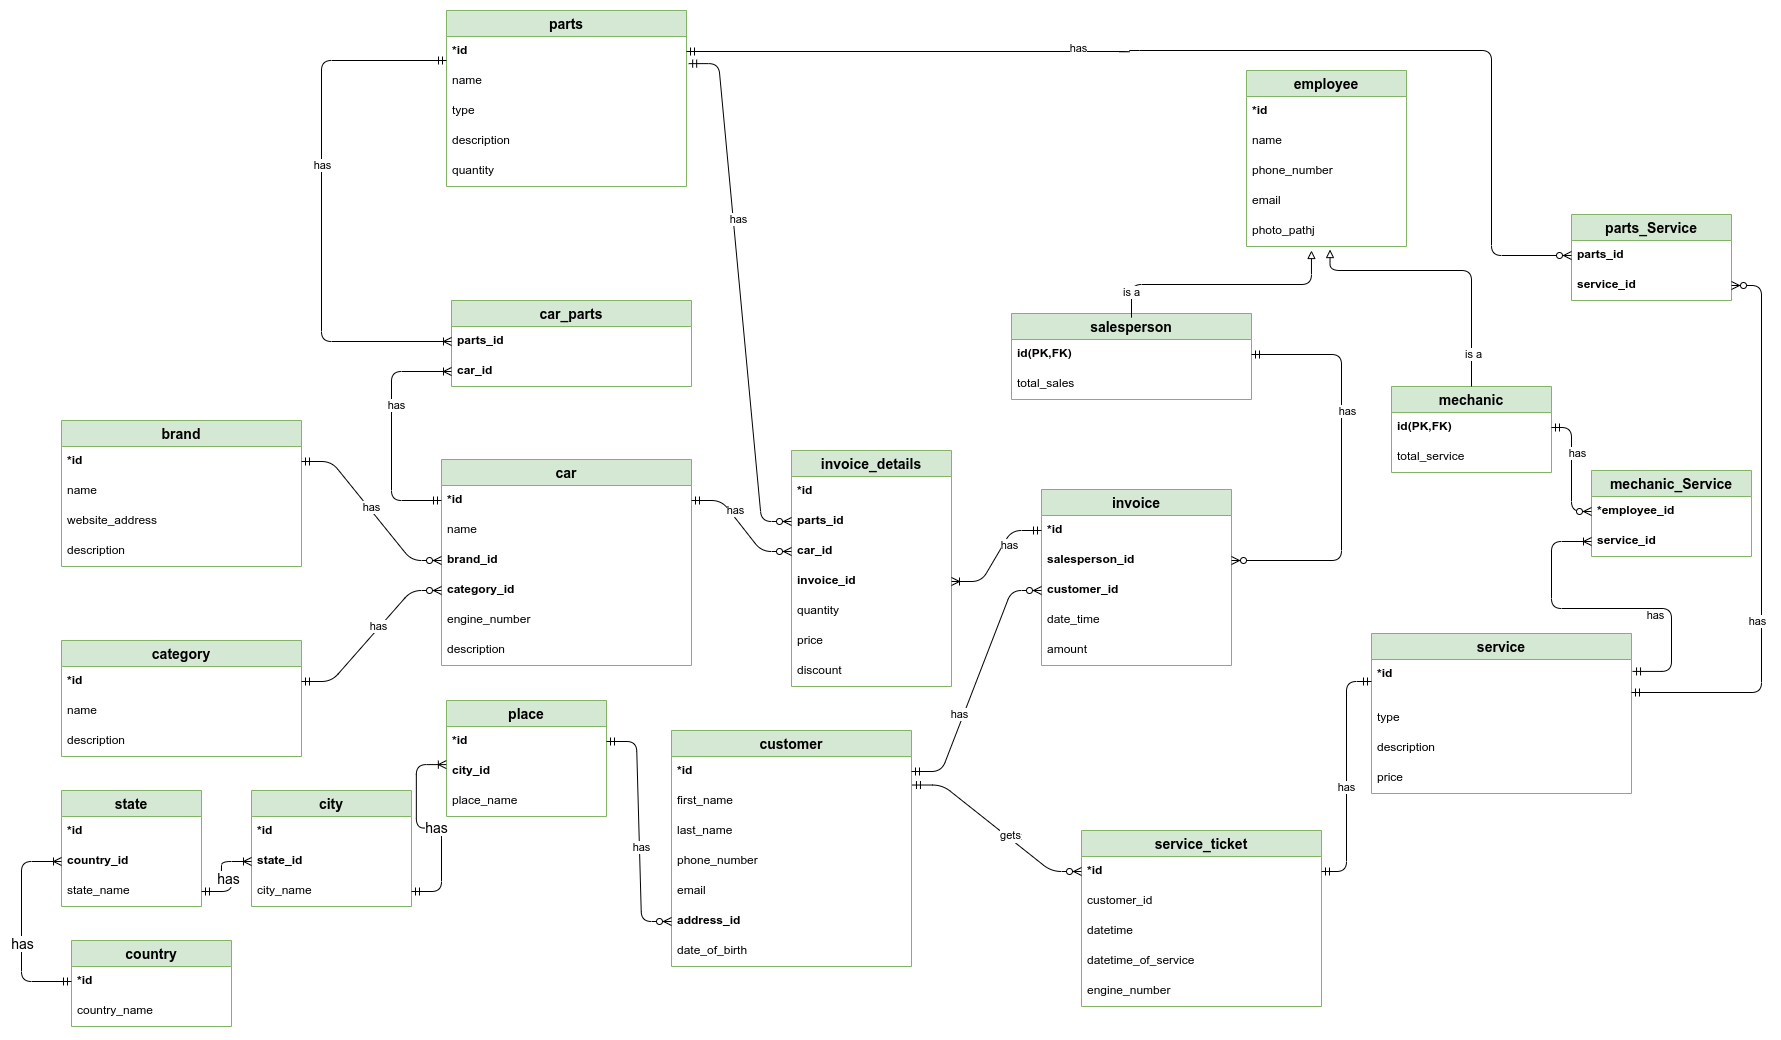 parts
*id
name
type
description
quantity
has
has
has
employee
*id
name
phone_number
email
photo_pathj
parts_Service
parts_id
service_id
is a
salesperson
id(PK,FK)
total_sales
is a
mechanic
id(PK,FK)
total_service
has
has
mechanic_Service
*employee_id
service_id
has
has
car_parts
parts_id
car_id
has
brand
*id
name
website_address
description
has
car
*id
name
brand_id
category_id
engine_number
description
has
invoice_details
*id
parts_id
car_id
invoice_id
quantity
price
discount
has
invoice
*id
salesperson_id
customer_id
date_time
amount
has
category
*id
name
description
has
service
*id
type
description
price
has
place
*id
city_id
place_name
has
customer
*id
first_name
last_name
phone_number
email
address_id
date_of_birth
has
gets
service_ticket
*id
customer_id
datetime
datetime_of_service
engine_number
state
*id
country_id
state_name
has
city
*id
state_id
city_name
has
has
country
*id
country_name